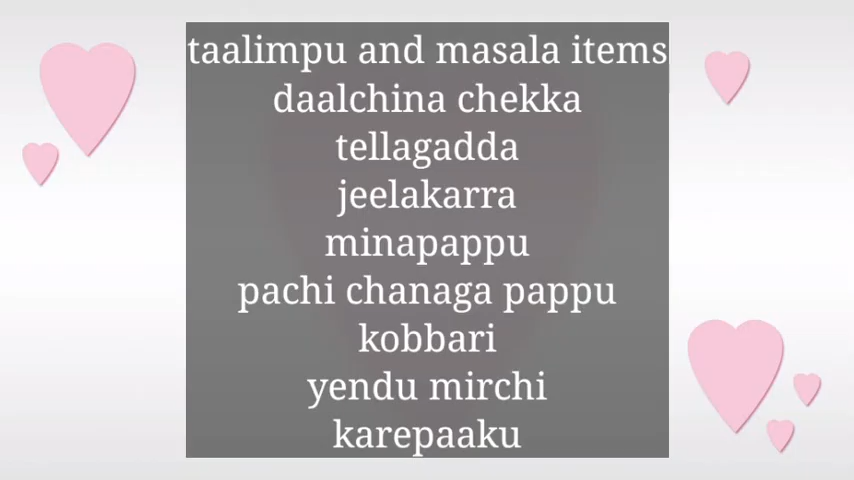 taalimpu and masala items
daalchina chekka
tellagadda
jeelakarra
minapappu
pachi chanaga pappu
kobbari
yendu mirchi
karepaaku